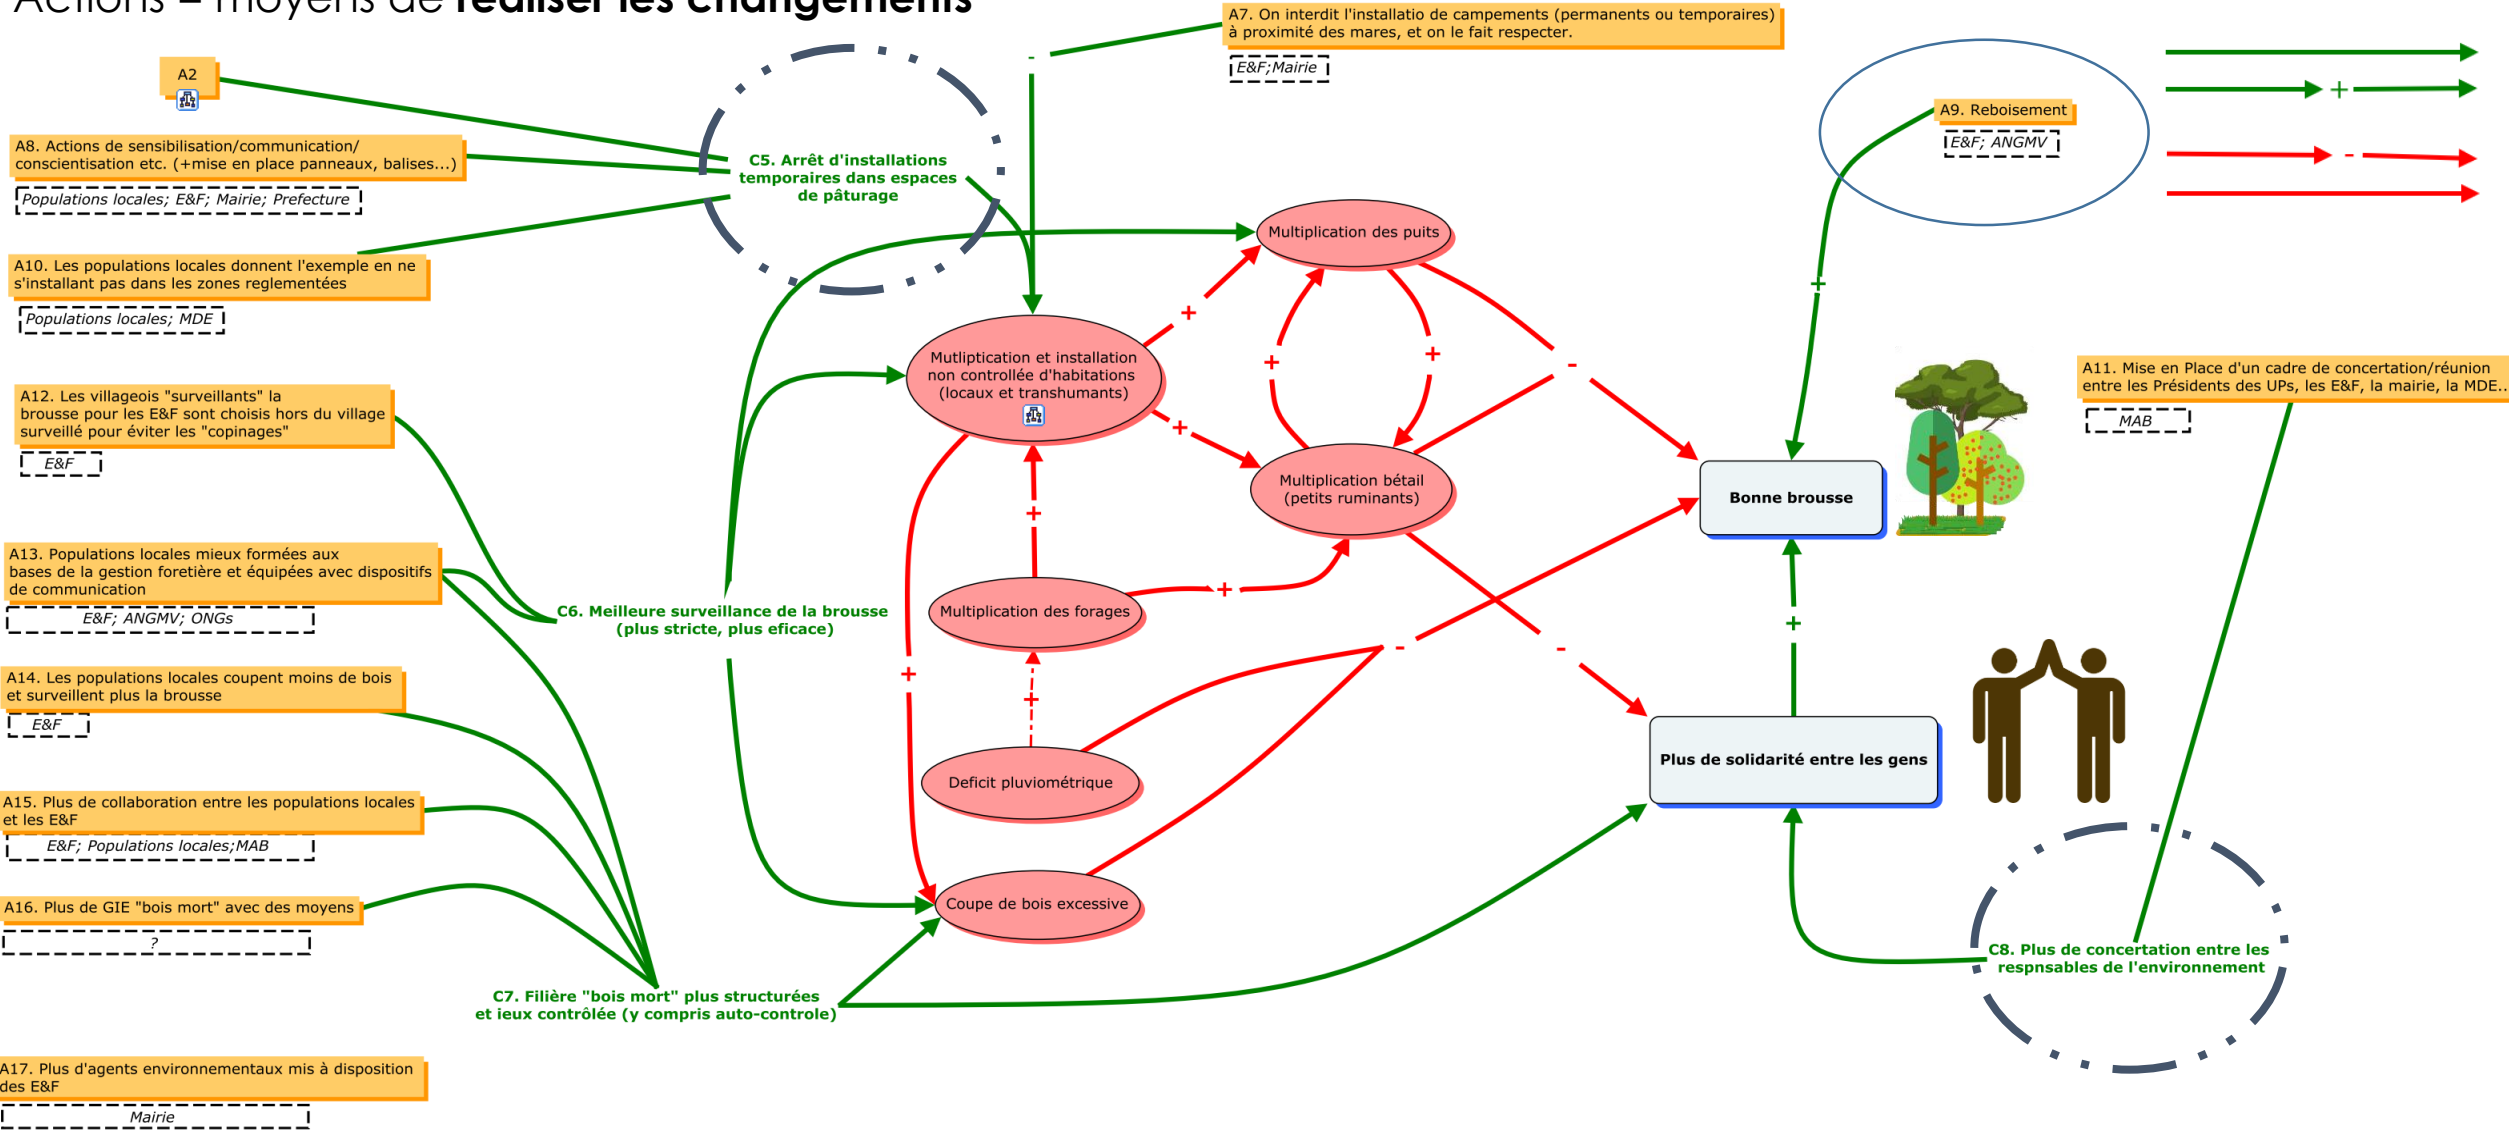 Actions = moyens de réaliser les changements
A7. On interdit l'installatio de campements (permanents ou temporaires)
à proximité des mares, et on le fait respecter.
E&F;Mairie
-
A2
A8. Actions de sensibilisation/communication/
conscientisation etc. (+mise en place panneaux, balises...)
Populations locales; E&F; Mairie; Prefecture
A10. Les populations locales donnent l'exemple en ne
s'installant pas dans les zones reglementées
Populations locales; MDE
C5. Arrêt d'installations
temporaires dans espaces
de pâturage
A9. Reboisement
E&F; ANGMV
+
-
+
Multiplication des puits
+
Mutliptication et installation
non controllée d'habitations
(locaux et transhumants)
+
+
-
+
Multiplication bétail
(petits ruminants)
+
A11. Mise en Place d'un cadre de concertation/réunion
entre les Présidents des UPs, les E&F, la mairie, la MDE...
MAB
A12. Les villageois "surveillants" la
brousse pour les E&F sont choisis hors du village
surveillé pour éviter les "copinages"
E&F
Bonne brousse
A13. Populations locales mieux formées aux
bases de la gestion foretière et équipées avec dispositifs
de communication
E&F; ANGMV; ONGs
C6. Meilleure surveillance de la brousse
(plus stricte, plus eficace)
Multiplication des forages
+
+
-
-
+
+
A14. Les populations locales coupent moins de bois
et surveillent plus la brousse
E&F
Deficit pluviométrique
Plus de solidarité entre les gens
A15. Plus de collaboration entre les populations locales
et les E&F
E&F; Populations locales;MAB
A16. Plus de GIE "bois mort" avec des moyens
?
Coupe de bois excessive
C8. Plus de concertation entre les
respnsables de l'environnement
C7. Filière "bois mort" plus structurées
et ieux contrôlée (y compris auto-controle)
A17. Plus d'agents environnementaux mis à disposition
des E&F
Mairie